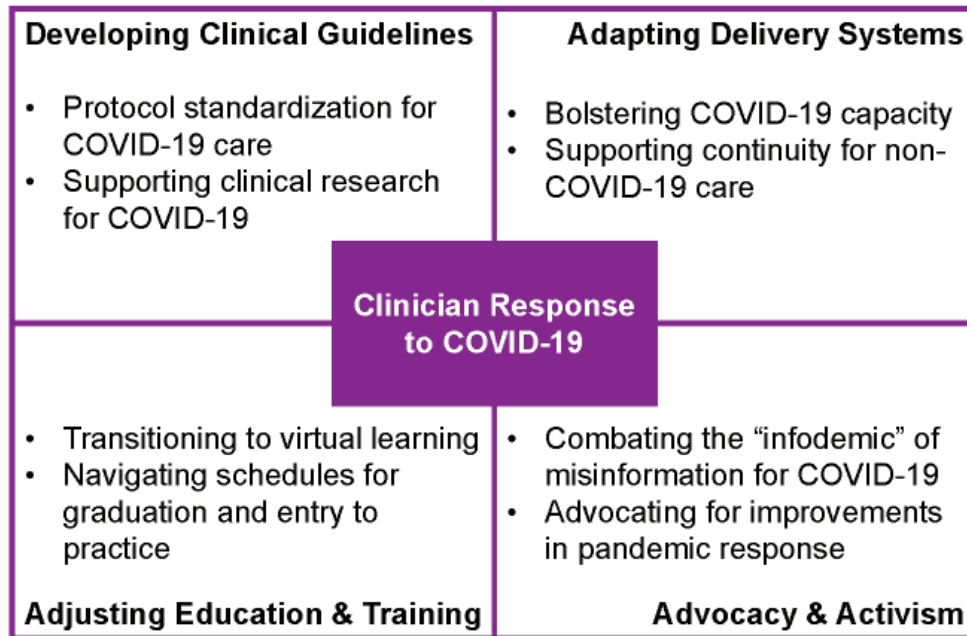 Developing Clinical Guidelines
• Protocol standardization for
COVID-19 care
• Supporting clinical research
for COVID-19
Adapting Delivery Systems
• Bolstering COVID-19 capacity
• Supporting continuity for non-
COVID-19 care
Clinician Response
to COVID-19
• Transitioning to virtual learning
• Navigating schedules for
graduation and entry to
practice
Adjusting Education & Training
• Combating the “infodemic” of
misinformation for COVID-19
• Advocating for improvements
in pandemic response
Advocacy & Activism